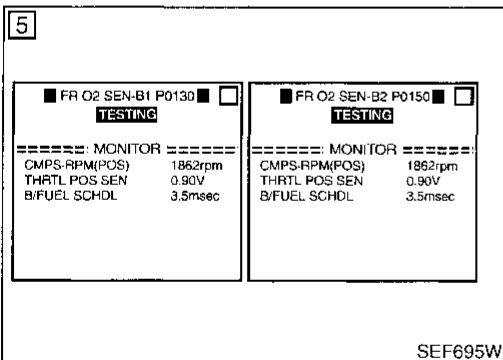 5
FR O2 SEN-B1 P0130
TESTING
====== MONITOR ======
CMPS-RPM(POS) 1862rpm
THRTL POS SEN 0.90V
B/FUEL SCHDL 3.5msec
FR O2 SEN-B2 P0150
TESTING
====== MONITOR ======
CMPS-RPM(POS) 1862rpm
THRTL POS SEN 0.90V
B/FUEL SCHDL 3.5msec
SEF695W